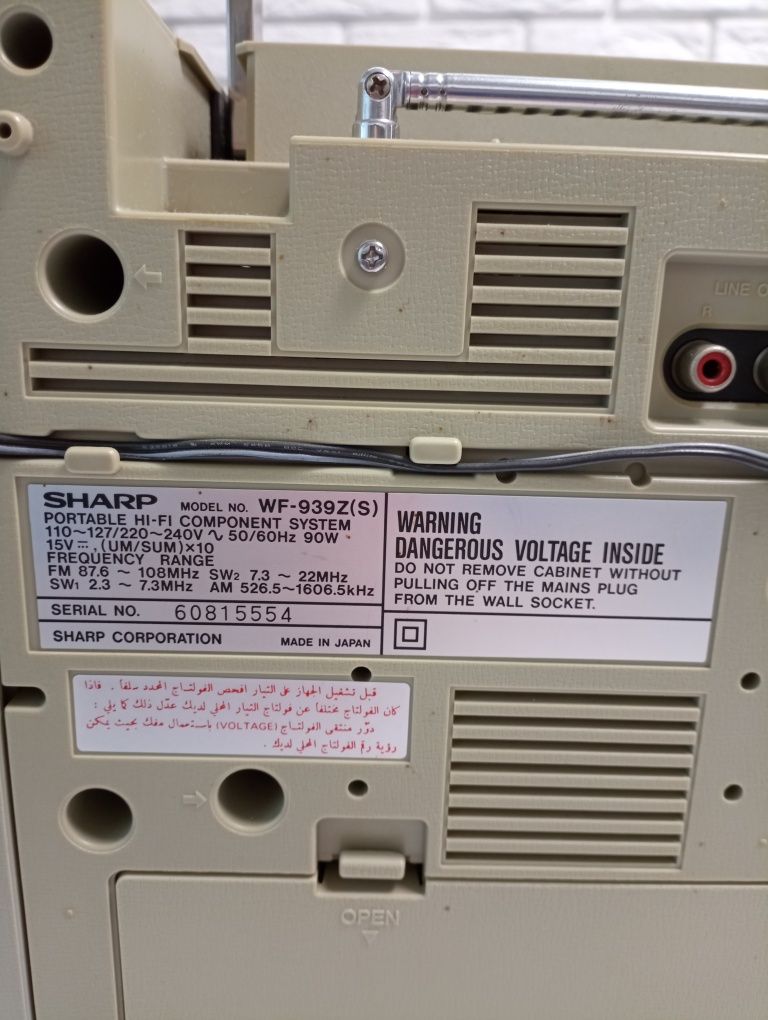 LINE O
R
SHARP MODEL NO. WF-939Z(S)
PORTABLE HI-FI COMPONENT SYSTEM
110~127/220~240V ∿ 50/60Hz 90W
15V ⎓, (UM/SUM)×10
FREQUENCY RANGE
FM 87.6 ~ 108MHz SW₂ 7.3 ~ 22MHz
SW₁ 2.3 ~ 7.3MHz AM 526.5~1606.5kHz
SERIAL NO. 60815554
SHARP CORPORATION MADE IN JAPAN
WARNING
DANGEROUS VOLTAGE INSIDE
DO NOT REMOVE CABINET WITHOUT
PULLING OFF THE MAINS PLUG
FROM THE WALL SOCKET.
قبل تشغيل الجهاز على التيار افحص الفولتاج المحدد سلفاً . فاذا
كان الفولتاج مختلفاً عن فولتاج التيار المحلي لديك عدّل ذلك كما يلي :
دوّر منتقى الفولتاج (VOLTAGE) باستعمال مفك بحيث يمكن
رؤية رقم الفولتاج المحلي لديك .
OPEN